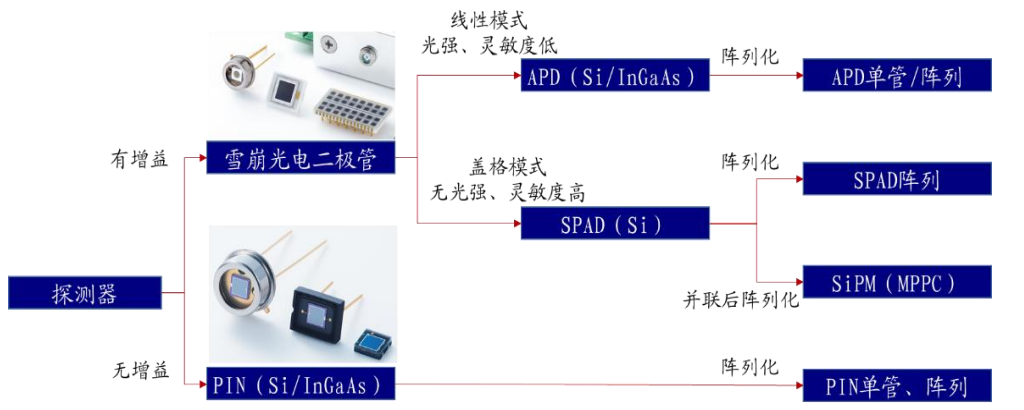 线性模式
光强、灵敏度低
APD（Si/InGaAs）
阵列化
APD单管/阵列
有增益
雪崩光电二极管
盖格模式
无光强、灵敏度高
SPAD（Si）
阵列化
SPAD阵列
并联后阵列化
SiPM（MPPC）
探测器
无增益
PIN（Si/InGaAs）
阵列化
PIN单管、阵列